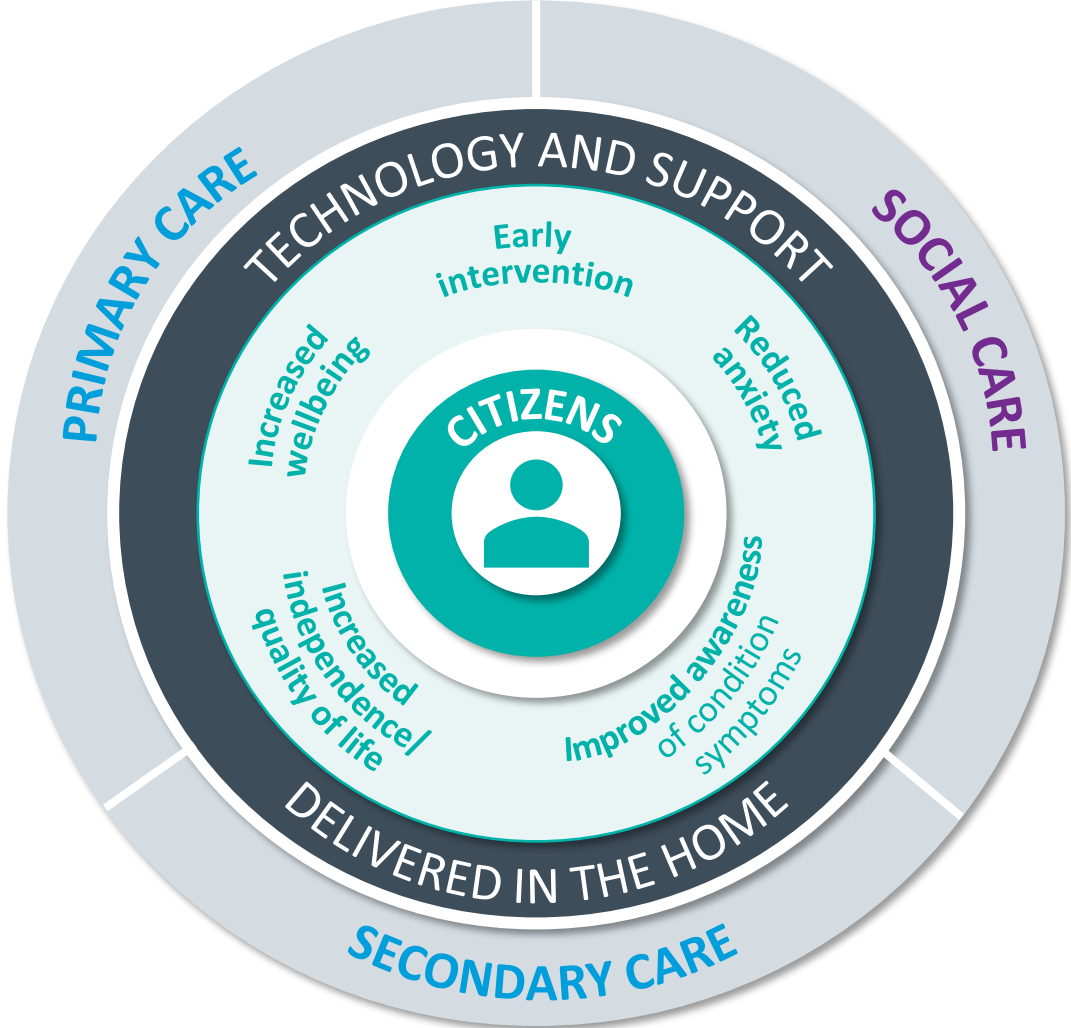 PRIMARY CARE
SOCIAL CARE
SECONDARY CARE
TECHNOLOGY AND SUPPORT
DELIVERED IN THE HOME
Early
intervention
Reduced
anxiety
Improved awareness
of condition
symptoms
Increased
independence/
quality of life
Increased
wellbeing
CITIZENS